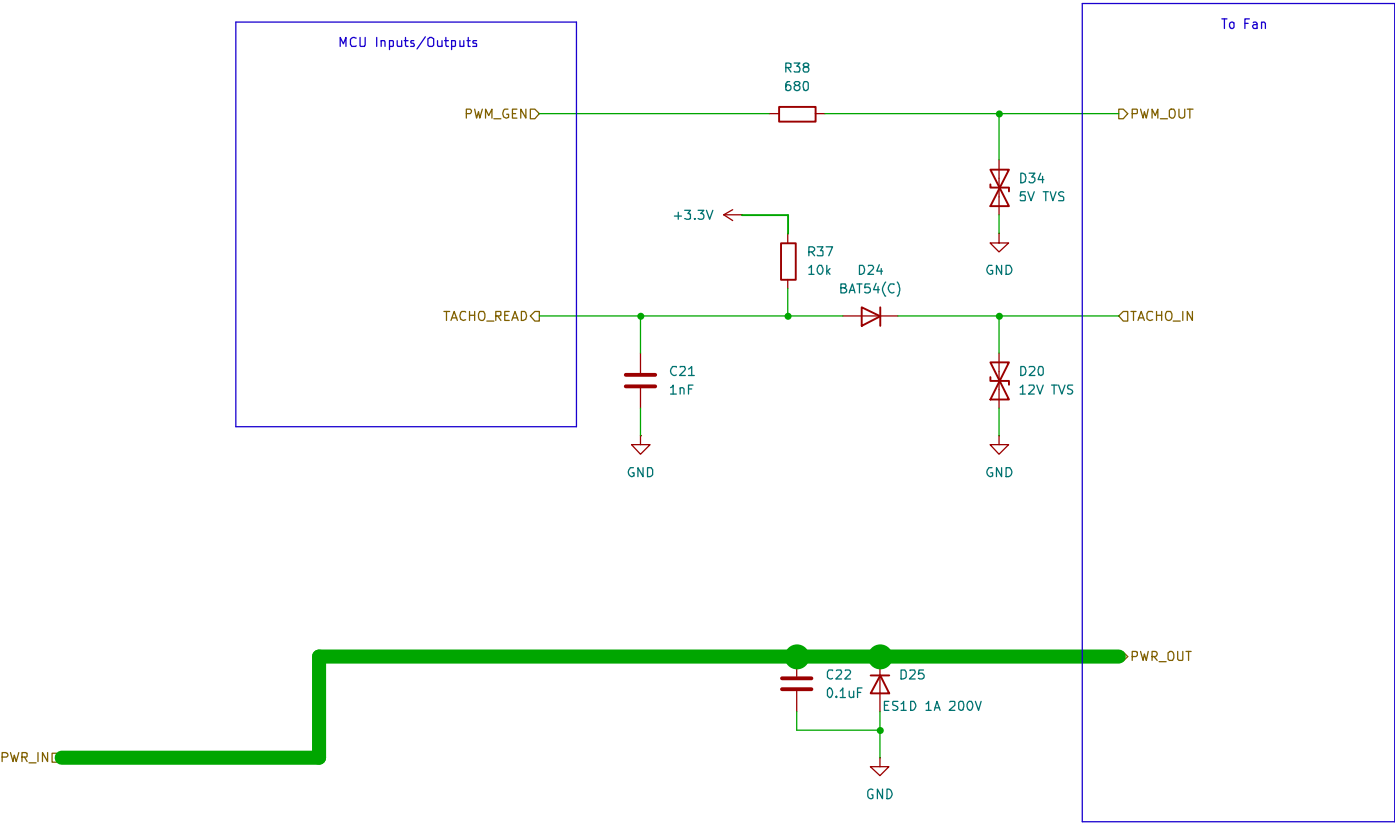 To Fan
MCU Inputs/Outputs
R38
680
PWM_GEN
PWM_OUT
D34
5V TVS
+3.3V
R37
10k
GND
D24
BAT54(C)
TACHO_READ
TACHO_IN
C21
1nF
D20
12V TVS
GND
GND
PWR_OUT
C22
0.1uF
D25
ES1D 1A 200V
PWR_IN
GND